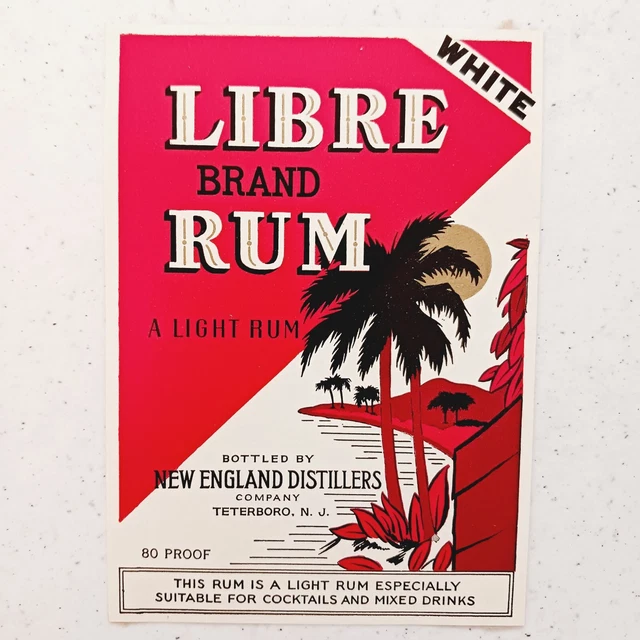 WHITE
LIBRE
BRAND
RUM
A LIGHT RUM
BOTTLED BY
NEW ENGLAND DISTILLERS
COMPANY
TETERBORO, N. J.
80 PROOF
THIS RUM IS A LIGHT RUM ESPECIALLY
SUITABLE FOR COCKTAILS AND MIXED DRINKS